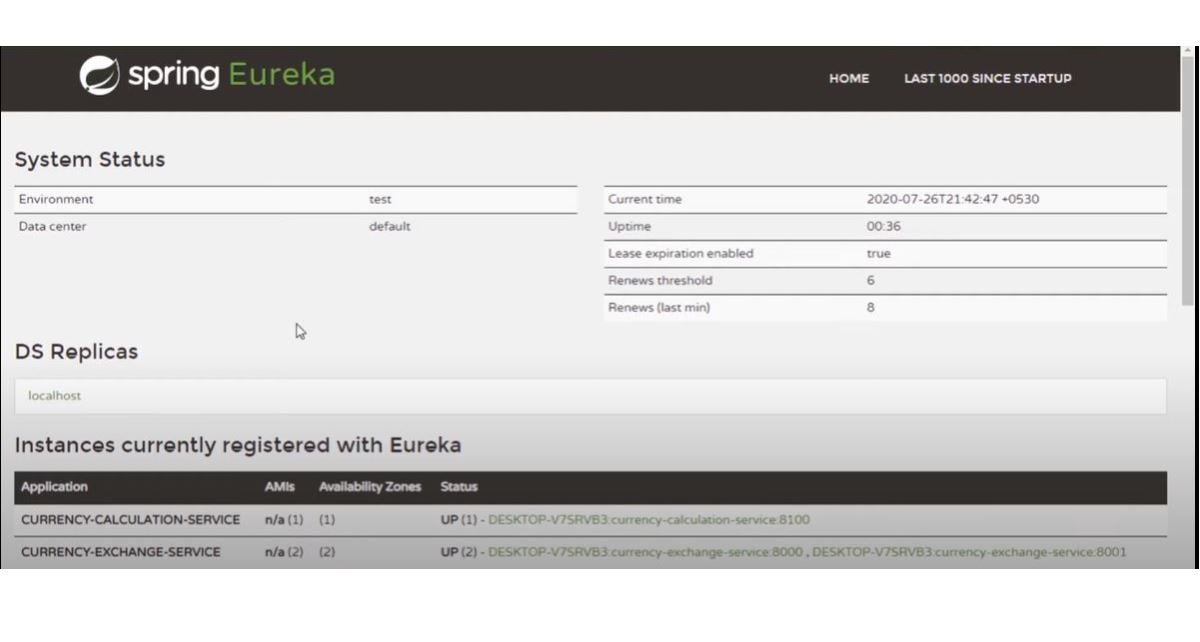 spring Eureka
HOME LAST 1000 SINCE STARTUP
System Status
Environment test
Data center default
Current time 2020-07-26T21:42:47 +0530
Uptime 00:36
Lease expiration enabled true
Renews threshold 6
Renews (last min) 8
DS Replicas
localhost
Instances currently registered with Eureka
Application AMIs Availability Zones Status
CURRENCY-CALCULATION-SERVICE n/a (1) (1) UP (1) - DESKTOP-V7SRVB3:currency-calculation-service:8100
CURRENCY-EXCHANGE-SERVICE n/a (2) (2) UP (2) - DESKTOP-V7SRVB3:currency-exchange-service:8000 , DESKTOP-V7SRVB3:currency-exchange-service:8001